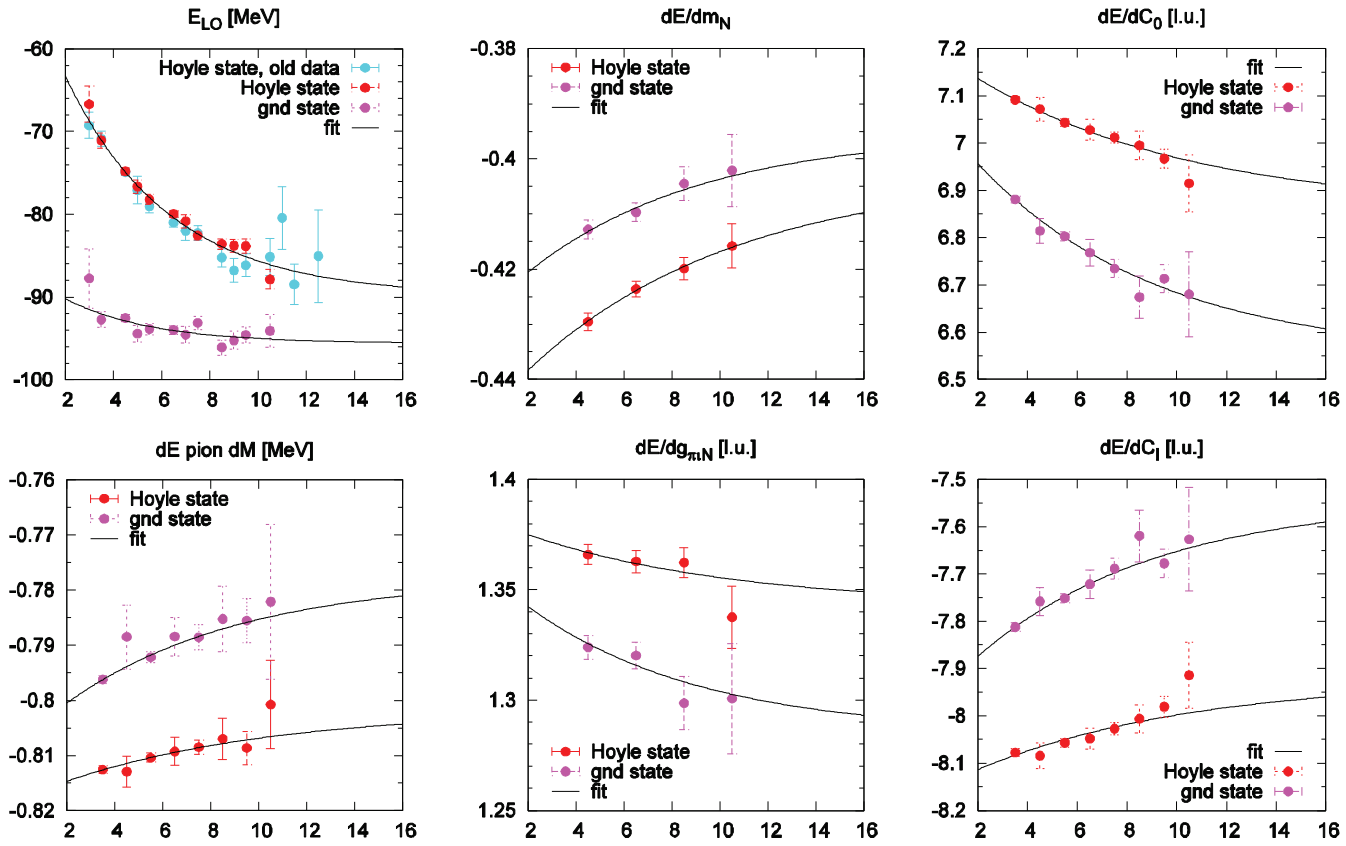 E_LO [MeV]
Hoyle state, old data
Hoyle state
gnd state
fit
-60
-70
-80
-90
-100
2 4 6 8 10 12 14 16
dE/dm_N
Hoyle state
gnd state
fit
-0.38
-0.4
-0.42
-0.44
2 4 6 8 10 12 14 16
dE/dC_0 [l.u.]
fit
Hoyle state
gnd state
7.2
7.1
7
6.9
6.8
6.7
6.6
6.5
2 4 6 8 10 12 14 16
dE pion dM [MeV]
Hoyle state
gnd state
fit
-0.76
-0.77
-0.78
-0.79
-0.8
-0.81
-0.82
2 4 6 8 10 12 14 16
dE/dg_πιN [l.u.]
1.4
1.35
1.3
1.25
Hoyle state
gnd state
fit
2 4 6 8 10 12 14 16
dE/dC_I [l.u.]
-7.5
-7.6
-7.7
-7.8
-7.9
-8
-8.1
-8.2
fit
Hoyle state
gnd state
2 4 6 8 10 12 14 16